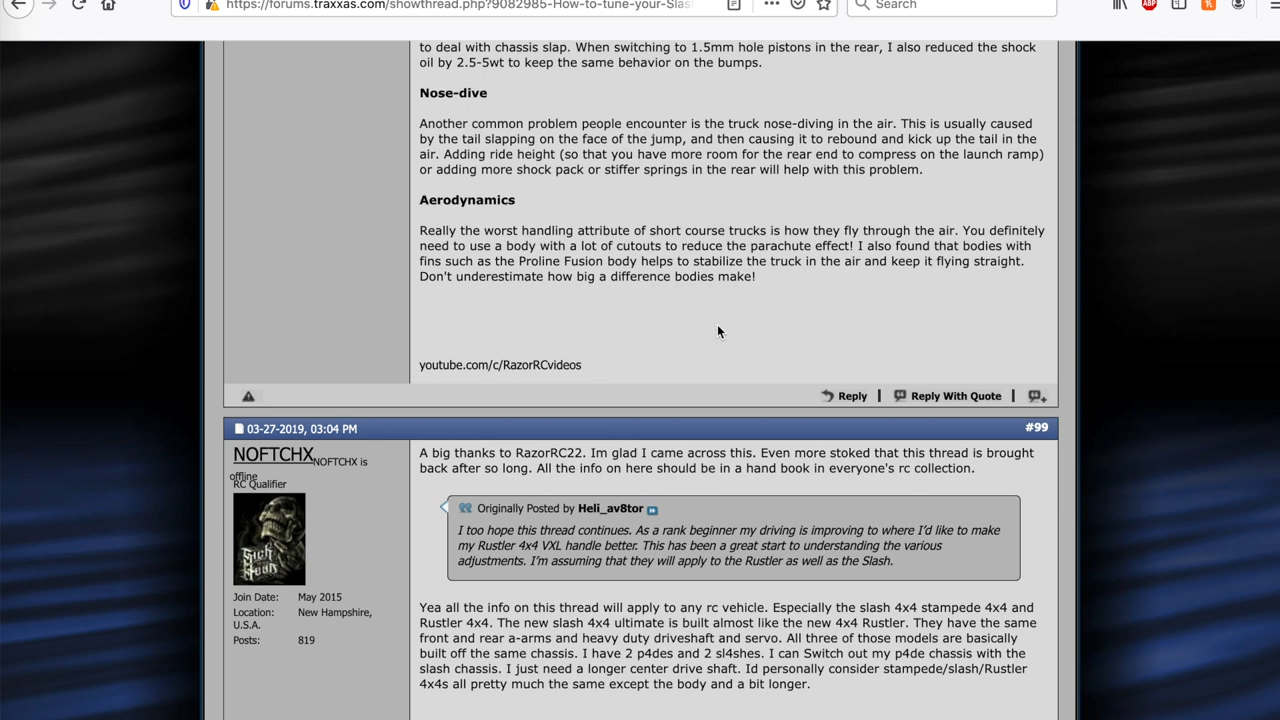 https://forums.traxxas.com/showthread.php?9082985-How-to-tune-your-Slas
Search
ABP
to deal with chassis slap. When switching to 1.5mm hole pistons in the rear, I also reduced the shock
oil by 2.5-5wt to keep the same behavior on the bumps.
Nose-dive
Another common problem people encounter is the truck nose-diving in the air. This is usually caused
by the tail slapping on the face of the jump, and then causing it to rebound and kick up the tail in the
air. Adding ride height (so that you have more room for the rear end to compress on the launch ramp)
or adding more shock pack or stiffer springs in the rear will help with this problem.
Aerodynamics
Really the worst handling attribute of short course trucks is how they fly through the air. You definitely
need to use a body with a lot of cutouts to reduce the parachute effect! I also found that bodies with
fins such as the Proline Fusion body helps to stabilize the truck in the air and keep it flying straight.
Don't underestimate how big a difference bodies make!
youtube.com/c/RazorRCvideos
Reply | Reply With Quote |
03-27-2019, 03:04 PM
#99
NOFTCHX NOFTCHX is
offline
RC Qualifier
Sick
Join Date: May 2015
Location: New Hampshire,
U.S.A.
Posts: 819
A big thanks to RazorRC22. Im glad I came across this. Even more stoked that this thread is brought
back after so long. All the info on here should be in a hand book in everyone's rc collection.
Originally Posted by Heli_av8tor
I too hope this thread continues. As a rank beginner my driving is improving to where I'd like to make
my Rustler 4x4 VXL handle better. This has been a great start to understanding the various
adjustments. I'm assuming that they will apply to the Rustler as well as the Slash.
Yea all the info on this thread will apply to any rc vehicle. Especially the slash 4x4 stampede 4x4 and
Rustler 4x4. The new slash 4x4 ultimate is built almost like the new 4x4 Rustler. They have the same
front and rear a-arms and heavy duty driveshaft and servo. All three of those models are basically
built off the same chassis. I have 2 p4des and 2 sl4shes. I can Switch out my p4de chassis with the
slash chassis. I just need a longer center drive shaft. Id personally consider stampede/slash/Rustler
4x4s all pretty much the same except the body and a bit longer.